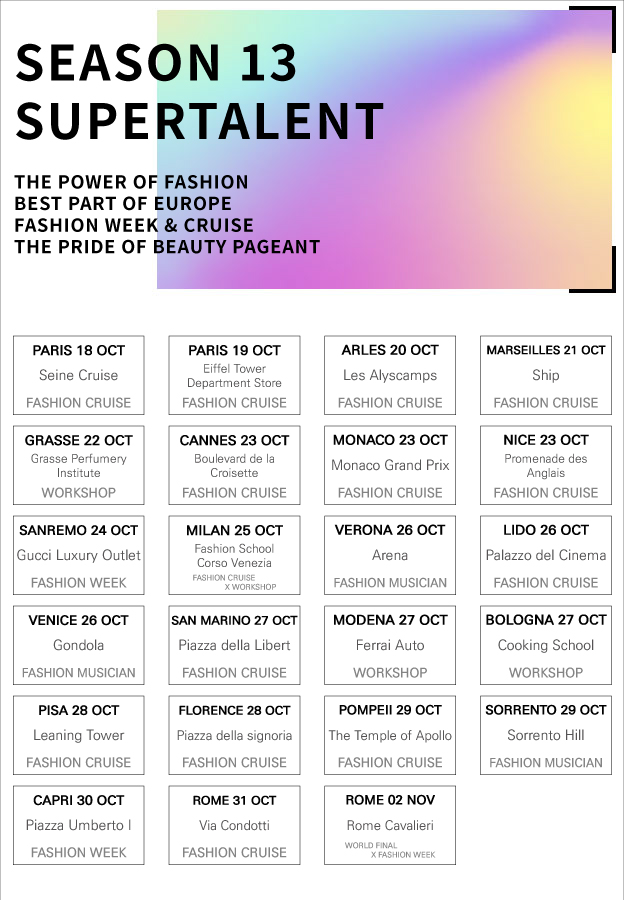 SEASON 13
SUPERTALENT
THE POWER OF FASHION
BEST PART OF EUROPE
FASHION WEEK & CRUISE
THE PRIDE OF BEAUTY PAGEANT
PARIS 18 OCT
Seine Cruise
FASHION CRUISE
PARIS 19 OCT
Eiffel Tower
Department Store
FASHION CRUISE
ARLES 20 OCT
Les Alyscamps
FASHION CRUISE
MARSEILLES 21 OCT
Ship
FASHION CRUISE
GRASSE 22 OCT
Grasse Perfumery
Institute
WORKSHOP
CANNES 23 OCT
Boulevard de la
Croisette
FASHION CRUISE
MONACO 23 OCT
Monaco Grand Prix
FASHION CRUISE
NICE 23 OCT
Promenade des
Anglais
FASHION CRUISE
SANREMO 24 OCT
Gucci Luxury Outlet
FASHION WEEK
MILAN 25 OCT
Fashion School
Corso Venezia
FASHION CRUISE
X WORKSHOP
VERONA 26 OCT
Arena
FASHION MUSICIAN
LIDO 26 OCT
Palazzo del Cinema
FASHION CRUISE
VENICE 26 OCT
Gondola
FASHION MUSICIAN
SAN MARINO 27 OCT
Piazza della Libert
FASHION CRUISE
MODENA 27 OCT
Ferrai Auto
WORKSHOP
BOLOGNA 27 OCT
Cooking School
WORKSHOP
PISA 28 OCT
Leaning Tower
FASHION CRUISE
FLORENCE 28 OCT
Piazza della signoria
FASHION CRUISE
POMPEII 29 OCT
The Temple of Apollo
FASHION CRUISE
SORRENTO 29 OCT
Sorrento Hill
FASHION MUSICIAN
CAPRI 30 OCT
Piazza Umberto I
FASHION WEEK
ROME 31 OCT
Via Condotti
FASHION CRUISE
ROME 02 NOV
Rome Cavalieri
WORLD FINAL
X FASHION WEEK